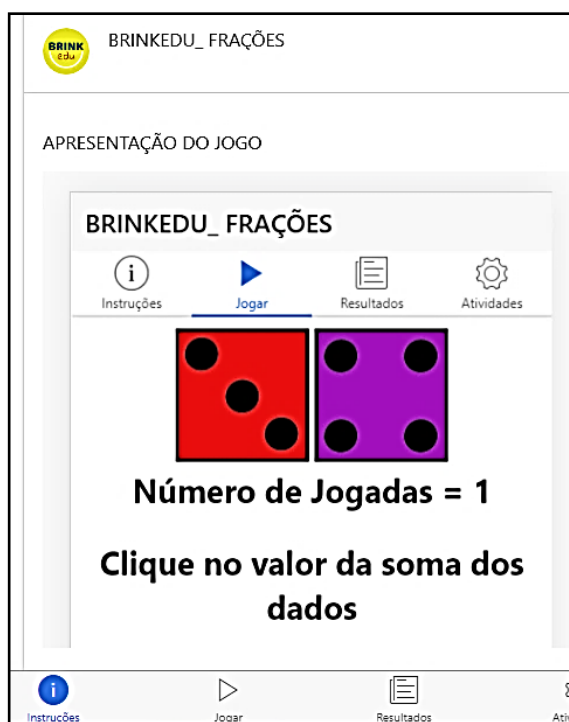 BRINK
edu
BRINKEDU_ FRAÇÕES
APRESENTAÇÃO DO JOGO
BRINKEDU_ FRAÇÕES
Instruções Jogar Resultados Atividades
Número de Jogadas = 1
Clique no valor da soma dos
dados
Instruções Jogar Resultados